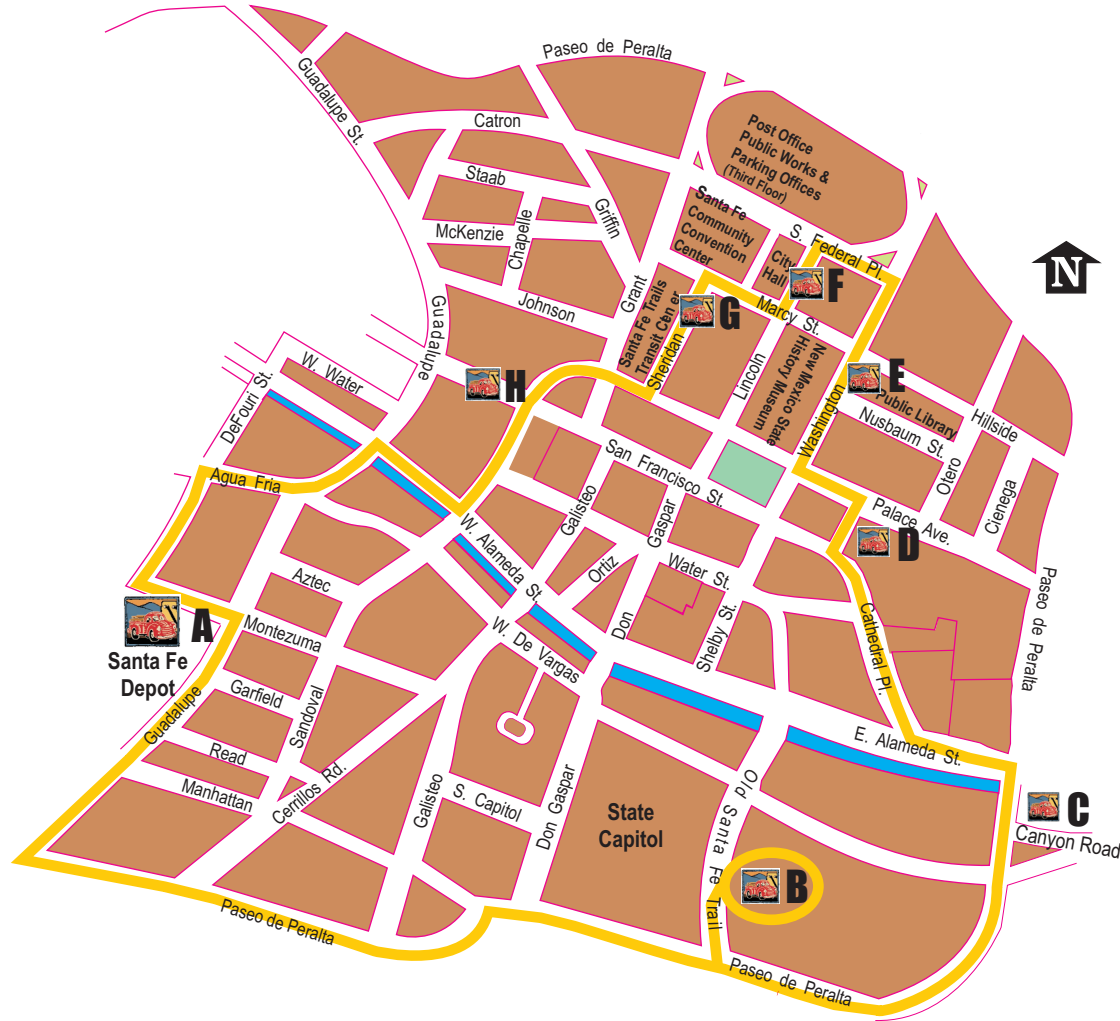 Paseo de Peralta
Guadalupe St.
Catron
Post Office
Public Works &
Parking Offices
(Third Floor)
Staab
Griffin
Santa Fe
Community
Convention
Center
McKenzie
Chapelle
S. Federal Pl.
City
Hall
N
F
Grant
Johnson
Marcy St.
G
Guadalupe
Santa Fe Trails
Transit Cen er
Sheridan
Lincoln
New Mexico State
History Museum
W. Water
H
E
Public Library
Hillside
DeFouri St.
Washington
Nusbaum St.
Otero
Cienega
Agua Fria
San Francisco St.
Palace Ave.
Galisteo
Gaspar
D
W. Alameda St.
Ortiz
Water St.
Aztec
Paseo de Peralla
A
Santa Fe
Depot
Montezuma
W. De Vargas
Don
Shelby St.
Cathedral Pl.
Garfield
Sandoval
Guadalupe
E. Alameda St.
Read
Manhattan
Cerrillos Rd.
Galisteo
S. Capitol
Don Gaspar
State
Capitol
Old Santa Fe Trail
C
Canyon Road
B
Paseo de Peralta
Paseo de Peralta